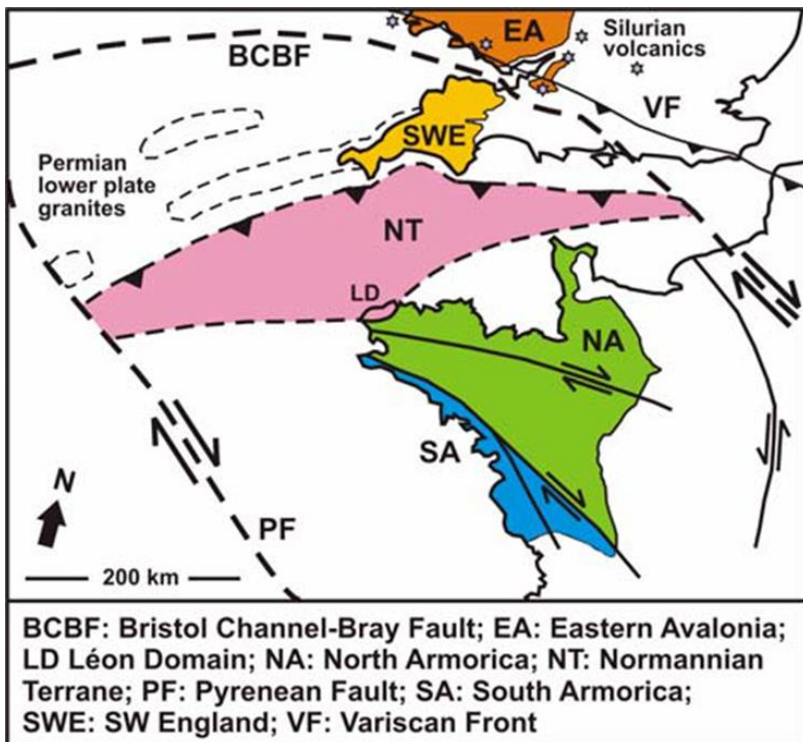 EA
Silurian
volcanics
BCBF
VF
SWE
Permian
lower plate
granites
NT
LD
NA
SA
N
PF
200 km
BCBF: Bristol Channel-Bray Fault; EA: Eastern Avalonia;
LD Léon Domain; NA: North Armorica; NT: Normannian
Terrane; PF: Pyrenean Fault; SA: South Armorica;
SWE: SW England; VF: Variscan Front